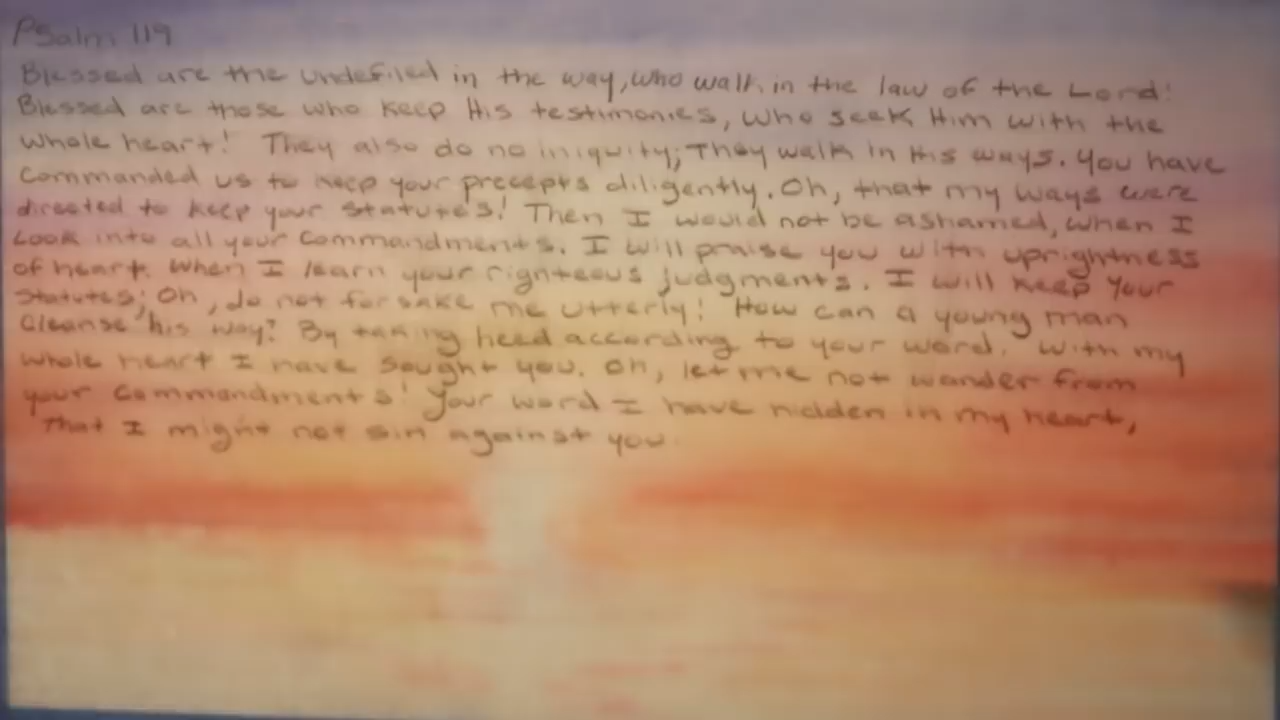 Psalm 119
Blessed are the undefiled in the way, who walk in the law of the Lord!
Blessed are those who keep His testimonies, who seek Him with the
whole heart! They also do no iniquity; They walk in His ways. You have
Commanded us to keep your precepts diligently. Oh, that my ways were
directed to keep your statutes! Then I would not be ashamed, when I
Look into all your commandments. I will praise you with uprightness
of heart. When I learn your righteous judgments. I will keep Your
Statutes; Oh, do not forsake me utterly! How can a young man
Cleanse his way? By taking heed according to your word. With my
whole heart I have sought you. Oh, let me not wander from
your Commandments! Your word I have hidden in my heart,
That I might not sin against you.